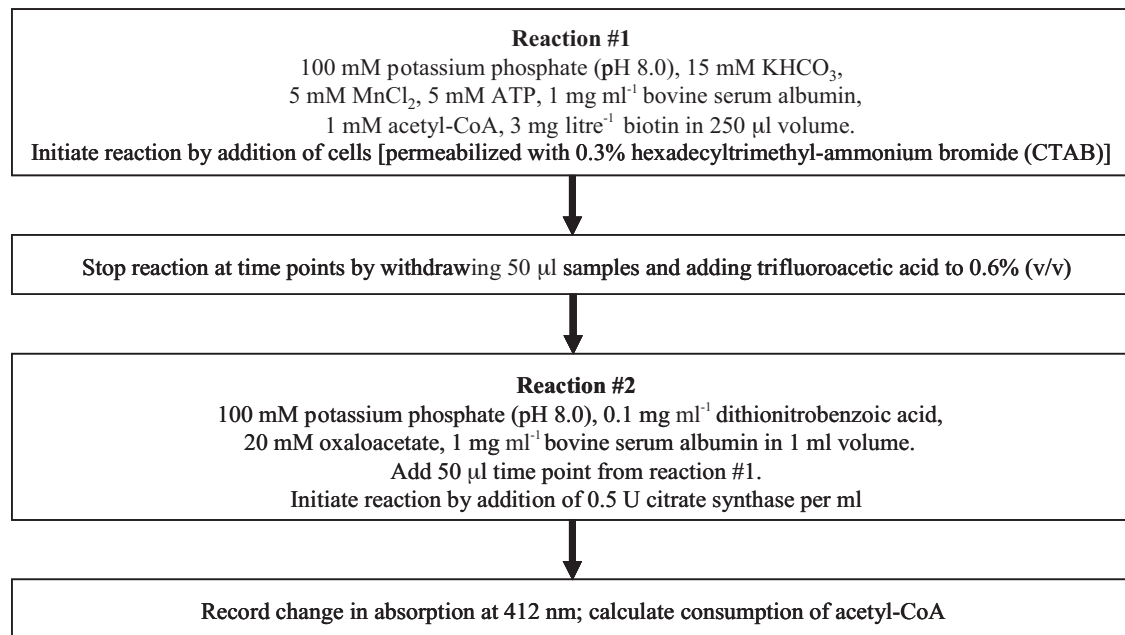 Reaction #1
100 mM potassium phosphate (pH 8.0), 15 mM KHCO₃,
5 mM MnCl₂, 5 mM ATP, 1 mg ml⁻¹ bovine serum albumin,
1 mM acetyl-CoA, 3 mg litre⁻¹ biotin in 250 µl volume.
Initiate reaction by addition of cells [permeabilized with 0.3% hexadecyltrimethyl-ammonium bromide (CTAB)]
Stop reaction at time points by withdrawing 50 µl samples and adding trifluoroacetic acid to 0.6% (v/v)
Reaction #2
100 mM potassium phosphate (pH 8.0), 0.1 mg ml⁻¹ dithionitrobenzoic acid,
20 mM oxaloacetate, 1 mg ml⁻¹ bovine serum albumin in 1 ml volume.
Add 50 µl time point from reaction #1.
Initiate reaction by addition of 0.5 U citrate synthase per ml
Record change in absorption at 412 nm; calculate consumption of acetyl-CoA